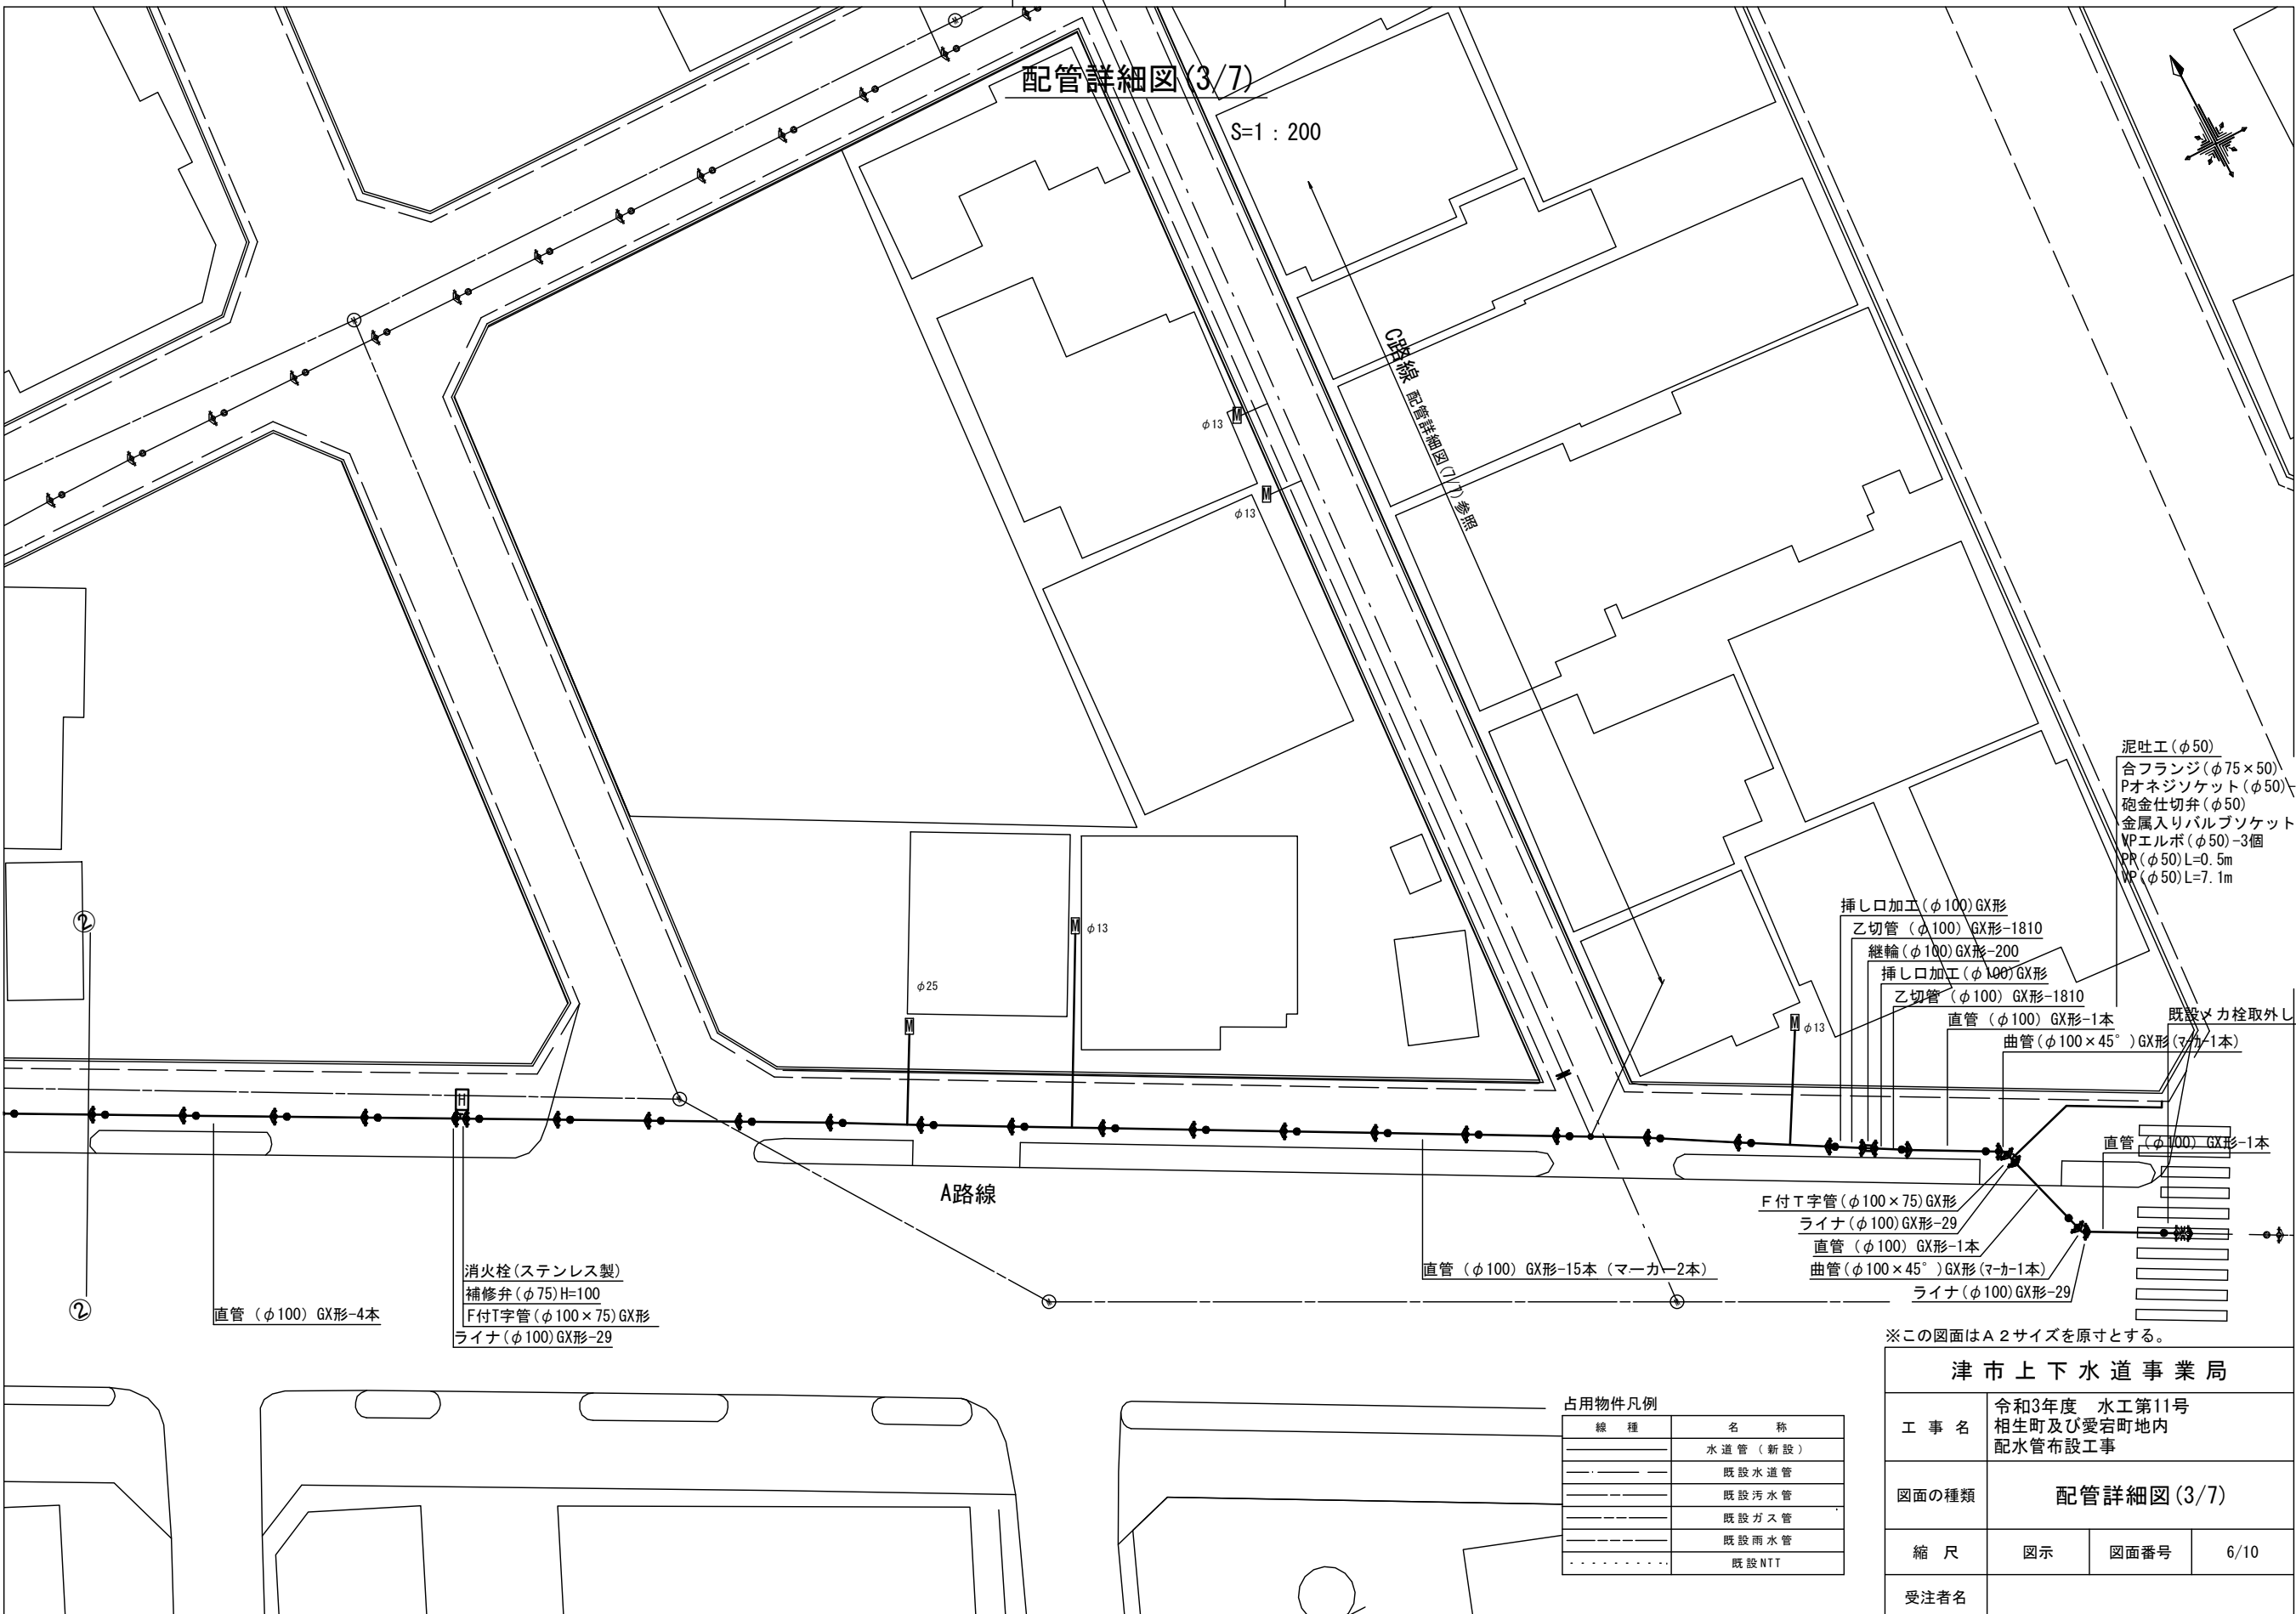 配管詳細図(3/7)
S=1：200
C路線 配管詳細図(7/7)参照
M
φ13
M
φ13
泥吐工(φ50)
合フランジ(φ75×50)
Pオネジソケット(φ50)-
砲金仕切弁(φ50)
金属入りバルブソケット
VPエルボ(φ50)-3個
PP(φ50)L=0.5m
VP(φ50)L=7.1m
挿し口加工(φ100)GX形
乙切管（φ100）GX形-1810
継輪(φ100)GX形-200
挿し口加工(φ100)GX形
乙切管（φ100）GX形-1810
直管（φ100）GX形-1本
既設メカ栓取外し
曲管(φ100×45°)GX形(マーカー1本)
M φ13
M φ13
φ25
M
②
②
H
直管（φ100）GX形-1本
A路線
F付T字管(φ100×75)GX形
ライナ(φ100)GX形-29
直管（φ100）GX形-1本
曲管(φ100×45°)GX形(マーカー1本)
ライナ(φ100)GX形-29
直管（φ100）GX形-15本（マーカー2本）
消火栓(ステンレス製)
補修弁(φ75)H=100
F付T字管(φ100×75)GX形
ライナ(φ100)GX形-29
直管（φ100）GX形-4本
※この図面はA2サイズを原寸とする。
津市上下水道事業局
工事名
令和3年度　水工第11号
相生町及び愛宕町地内
配水管布設工事
図面の種類 配管詳細図(3/7)
縮尺 図示 図面番号 6/10
受注者名
占用物件凡例
線種 名称
水道管（新設）
既設水道管
既設汚水管
既設ガス管
既設雨水管
既設NTT